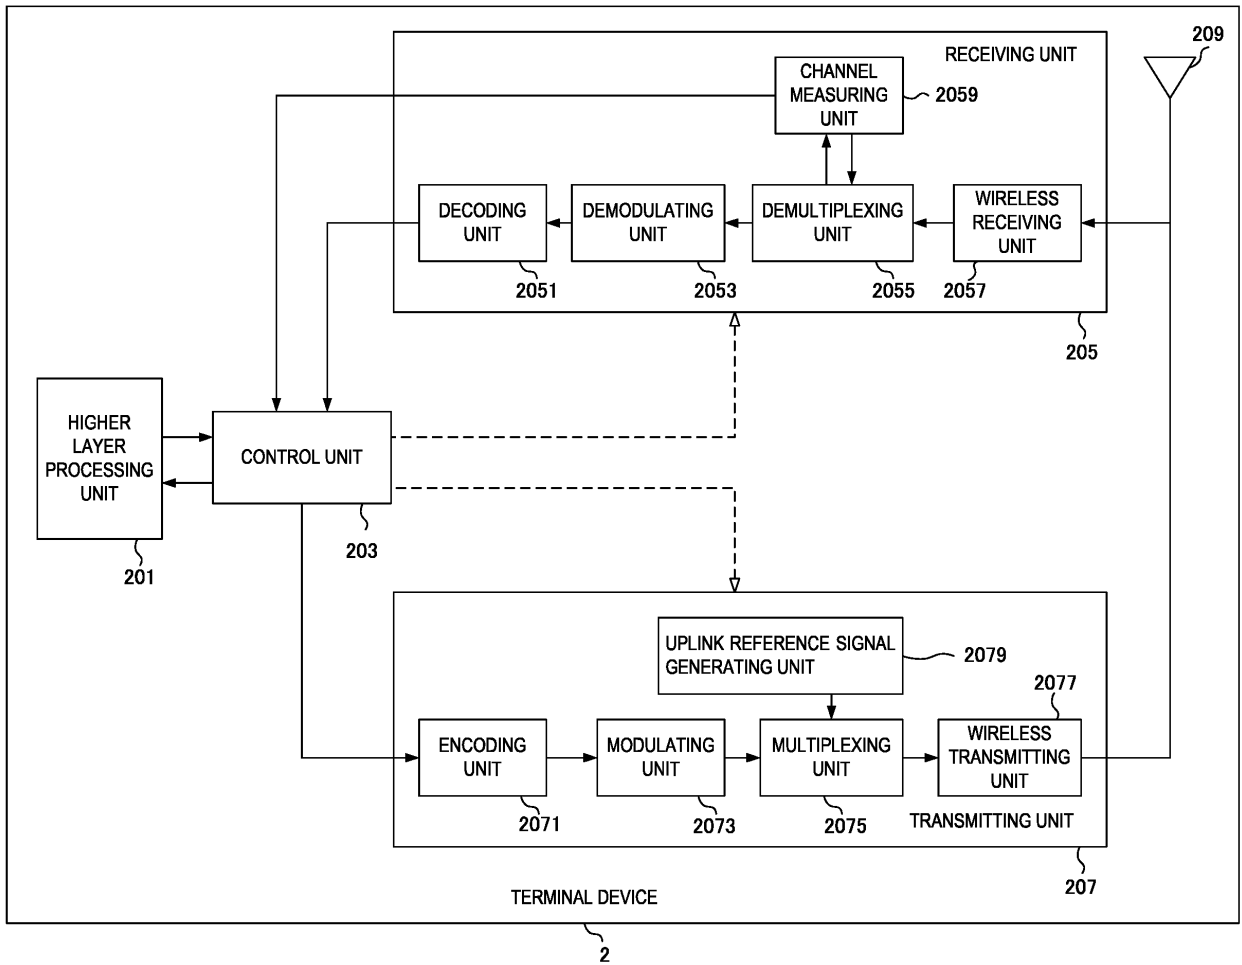 209
RECEIVING UNIT
CHANNEL
MEASURING
UNIT
2059
DECODING
UNIT
2051
DEMODULATING
UNIT
2053
DEMULTIPLEXING
UNIT
2055
WIRELESS
RECEIVING
UNIT
2057
205
HIGHER
LAYER
PROCESSING
UNIT
201
CONTROL UNIT
203
UPLINK REFERENCE SIGNAL
GENERATING UNIT
2079
2077
ENCODING
UNIT
2071
MODULATING
UNIT
2073
MULTIPLEXING
UNIT
2075
WIRELESS
TRANSMITTING
UNIT
TRANSMITTING UNIT
207
TERMINAL DEVICE
2